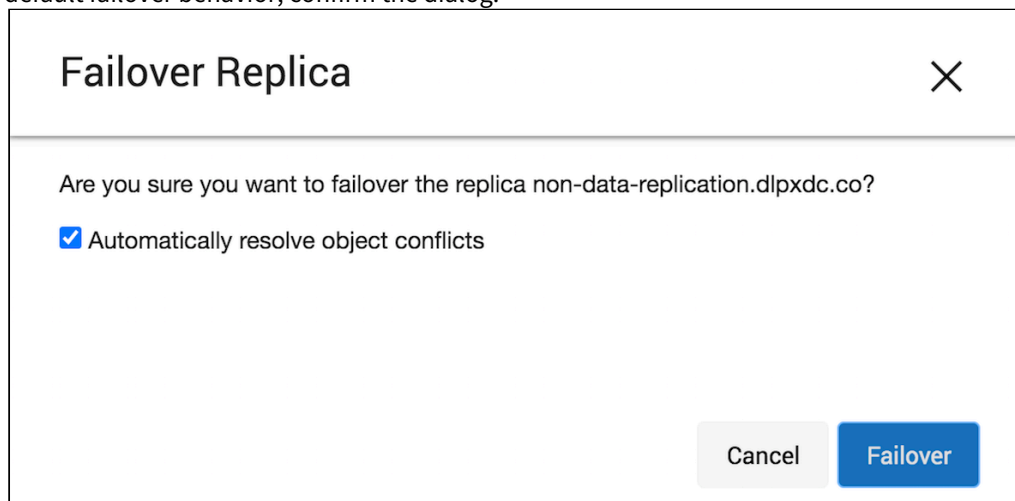 default failover behavior, confirm the dialog.
Failover Replica
Are you sure you want to failover the replica non-data-replication.dlpxdc.co?
Automatically resolve object conflicts
Cancel Failover